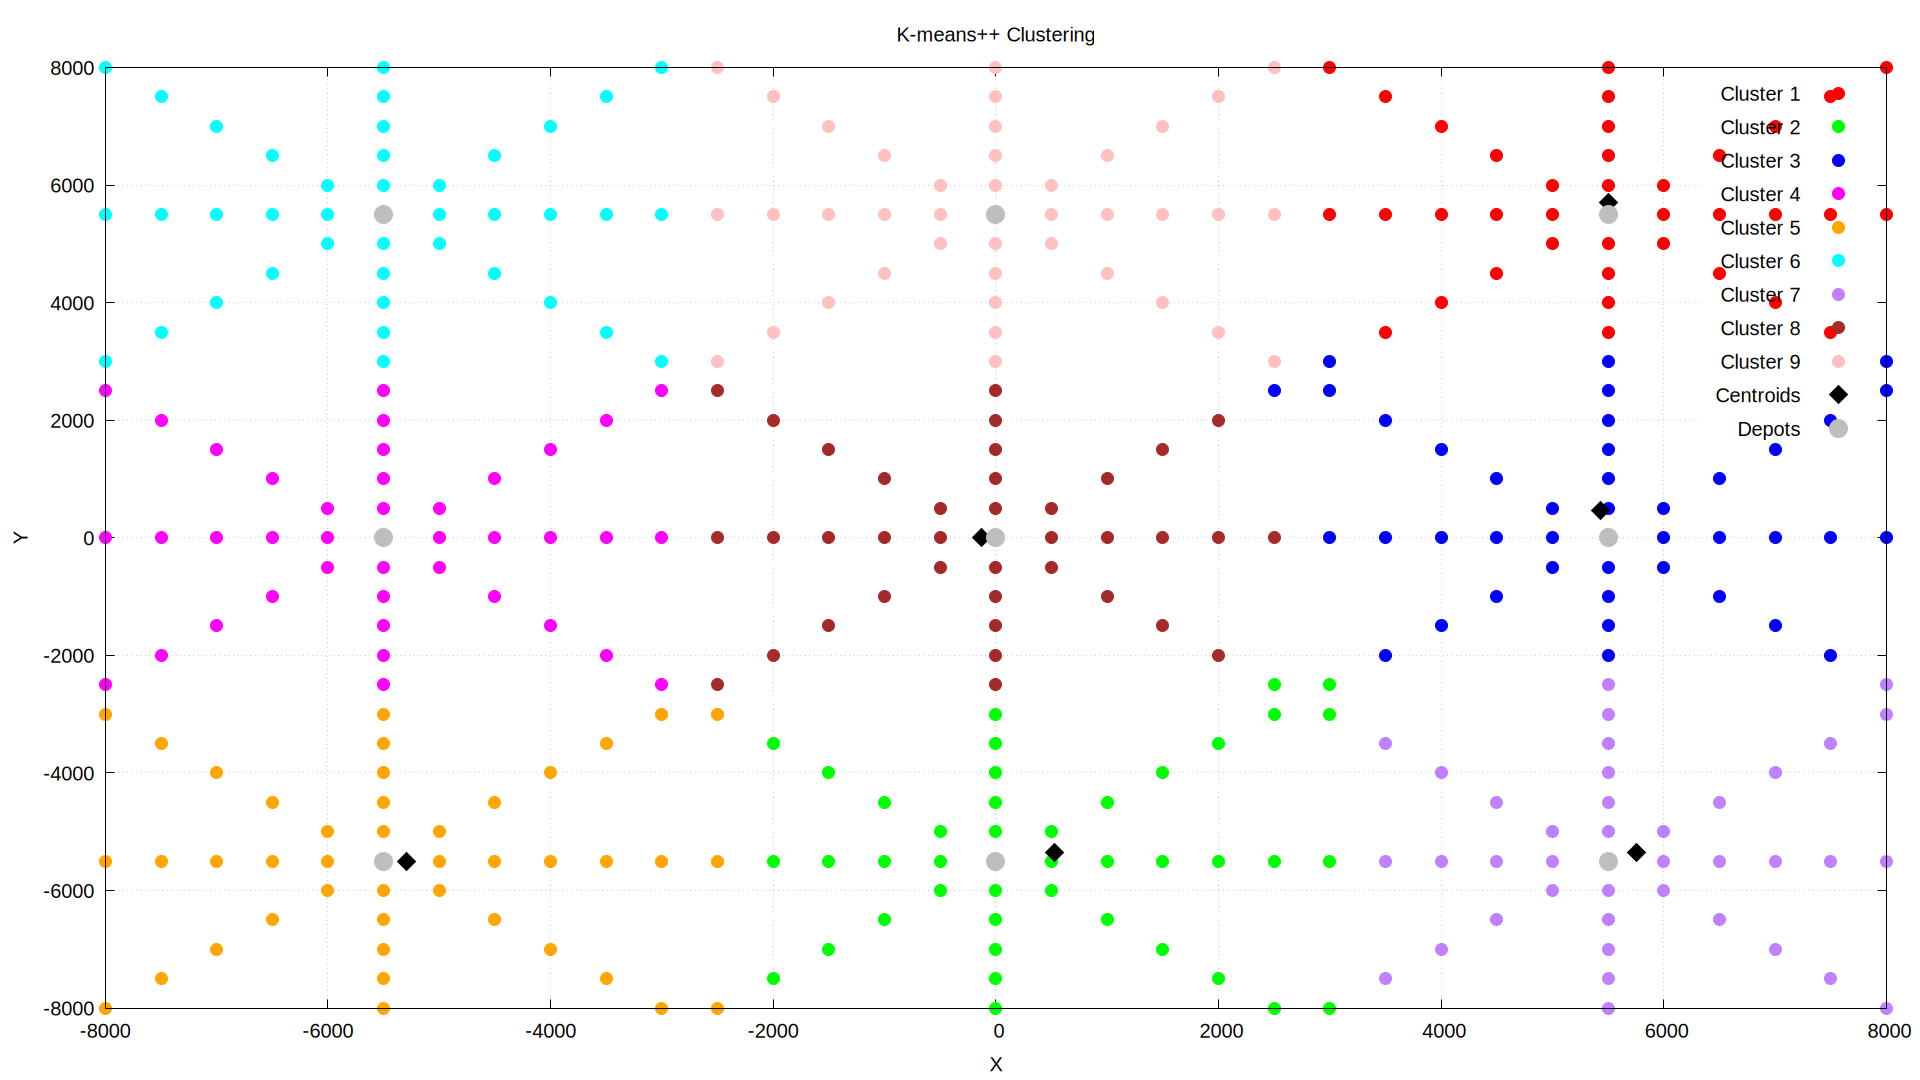 K-means++ Clustering
8000
6000
4000
2000
0
-2000
-4000
-6000
-8000
Y
Cluster 1
Cluster 2
Cluster 3
Cluster 4
Cluster 5
Cluster 6
Cluster 7
Cluster 8
Cluster 9
Centroids
Depots
-8000 -6000 -4000 -2000 0 2000 4000 6000 8000
X